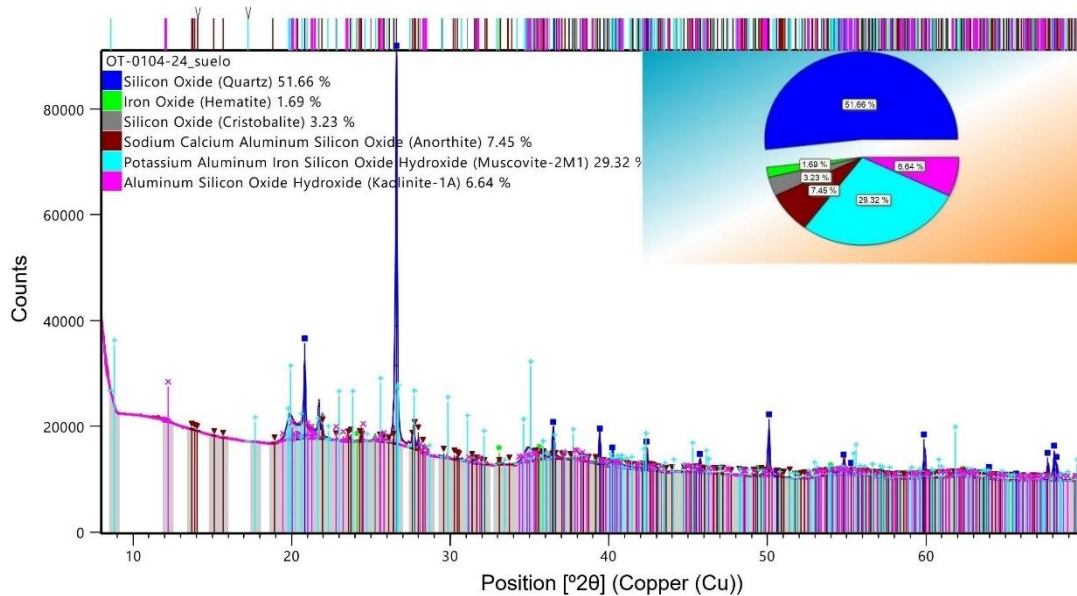 OT-0104-24_suelo
Silicon Oxide (Quartz) 51.66 %
Iron Oxide (Hematite) 1.69 %
Silicon Oxide (Cristobalite) 3.23 %
Sodium Calcium Aluminum Silicon Oxide (Anorthite) 7.45 %
Potassium Aluminum Iron Silicon Oxide Hydroxide (Muscovite-2M1) 29.32 %
Aluminum Silicon Oxide Hydroxide (Kaolinite-1A) 6.64 %
51.66 %
1.69 %
6.64 %
3.23 %
7.45 %
29.32 %
Counts
80000
60000
40000
20000
0
10
20
30
40
50
60
Position [º2θ] (Copper (Cu))